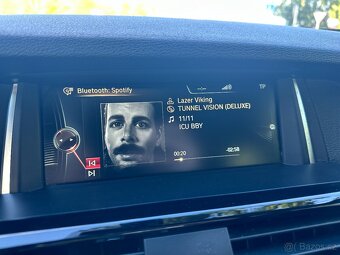 Bluetooth: Spotify
TP
Lazer Viking
TUNNEL VISION (DELUXE)
11/11
ICU BBY
00:20
-02:58